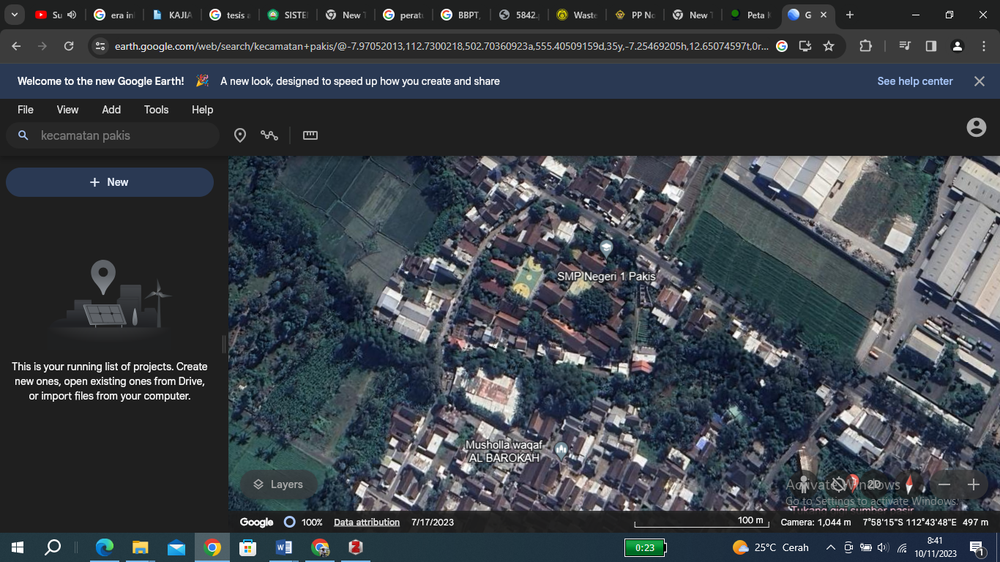 Su
era in
KAJIA
tesis a
SISTE
New T
peratu
BBPT,
5842.
Waste
PP No
New T
Peta K
G
earth.google.com/web/search/kecamatan+pakis/@-7.97052013,112.7300218,502.70360923a,555.40509159d,35y,-7.25469205h,12.65074597t,0r...
Welcome to the new Google Earth! 🎉 A new look, designed to speed up how you create and share
See help center
File View Add Tools Help
kecamatan pakis
+ New
This is your running list of projects. Create
new ones, open existing ones from Drive,
or import files from your computer.
SMP Negeri 1 Pakis
Musholla waqaf
AL BAROKAH
Layers
2D
Activate Windows
Go to Settings to activate Windows.
Tukang gigi sumber pasir
Google 100% Data attribution 7/17/2023
100 m Camera: 1,044 m 7°58'15"S 112°43'48"E 497 m
0:23
25°C Cerah
8:41
10/11/2023
1